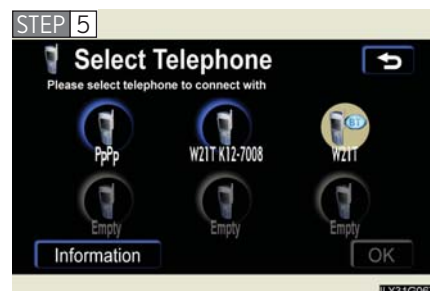 STEP 5
Select Telephone
Please select telephone to connect with
BT
PpPp W21T K12-7008 W21T
Empty Empty Empty
Information OK